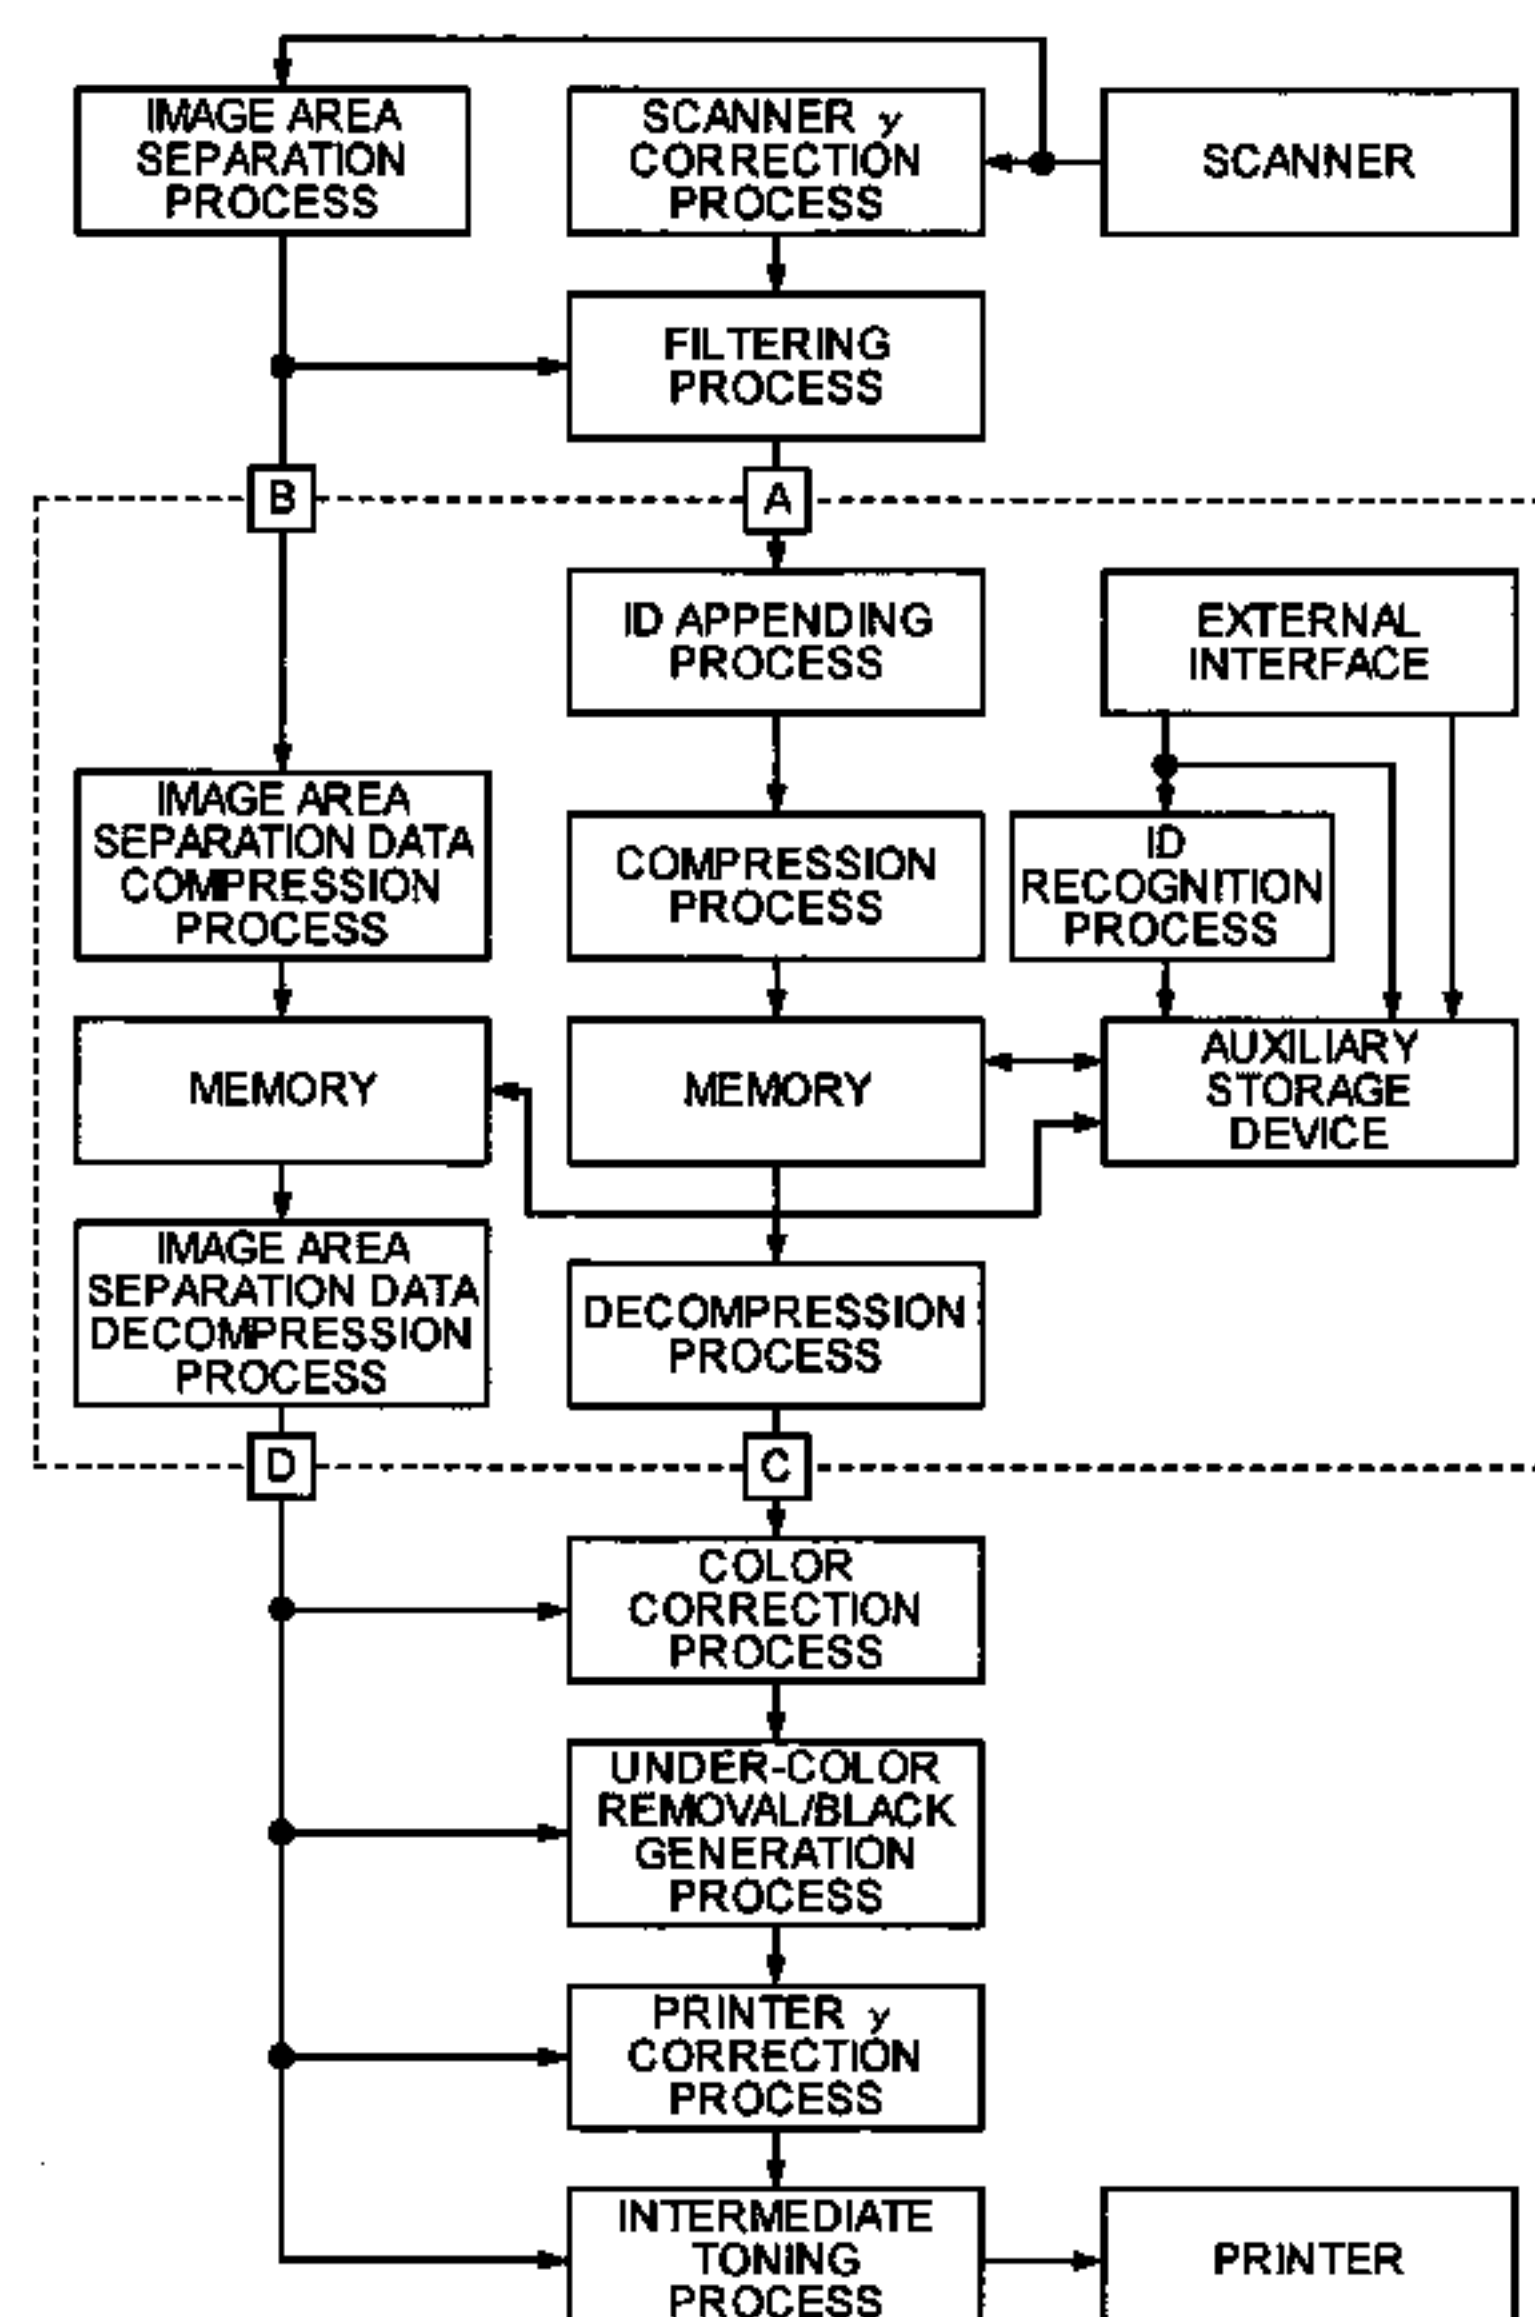 IMAGE AREA
SEPARATION
PROCESS
SCANNER γ
CORRECTION
PROCESS
SCANNER
FILTERING
PROCESS
B
A
ID APPENDING
PROCESS
EXTERNAL
INTERFACE
IMAGE AREA
SEPARATION DATA
COMPRESSION
PROCESS
COMPRESSION
PROCESS
ID
RECOGNITION
PROCESS
MEMORY
MEMORY
AUXILIARY
STORAGE
DEVICE
IMAGE AREA
SEPARATION DATA
DECOMPRESSION
PROCESS
DECOMPRESSION
PROCESS
D
C
COLOR
CORRECTION
PROCESS
UNDER-COLOR
REMOVAL/BLACK
GENERATION
PROCESS
PRINTER γ
CORRECTION
PROCESS
INTERMEDIATE
TONING
PROCESS
PRINTER